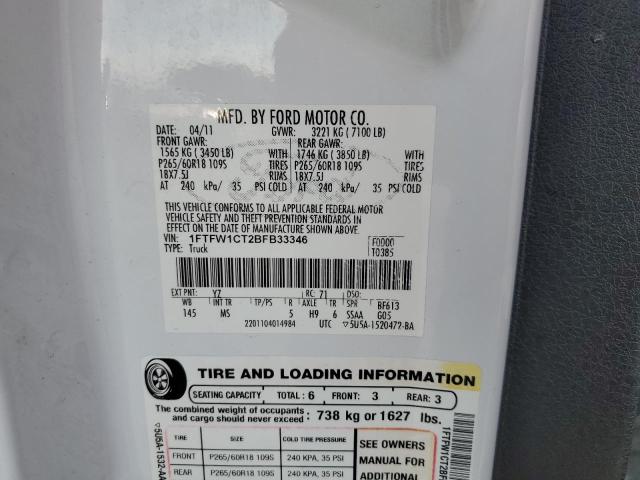 MFD. BY FORD MOTOR CO.
DATE: 04/11 GVWR: 3221 KG ( 7100 LB)
FRONT GAWR: REAR GAWR:
1565 KG ( 3450 LB) WITH 1746 KG ( 3850 LB) WITH
P265/60R18 109S TIRES P265/60R18 109S TIRES
18X7.5J RIMS 18X7.5J RIMS
AT 240 kPa/ 35 PSI COLD AT 240 kPa/ 35 PSI COLD
THIS VEHICLE CONFORMS TO ALL APPLICABLE FEDERAL MOTOR
VEHICLE SAFETY AND THEFT PREVENTION STANDARDS IN
EFFECT ON THE DATE OF MANUFACTURE SHOWN ABOVE.
VIN: 1FTFW1CT2BFB33346 F0000
TYPE: Truck T0385
EXT PNT: YZ RC: 71 DSO:
WB INT TR TP/PS R AXLE TR SPR BF613
145 MS 5 H9 6 SSAA G05
2201104014984 UTC ▽5U5A-1520472-BA
TIRE AND LOADING INFORMATION
SEATING CAPACITY TOTAL: 6 FRONT: 3 REAR: 3
The combined weight of occupants and cargo should never exceed: 738 kg or 1627 lbs.
TIRE SIZE COLD TIRE PRESSURE SEE OWNERS
FRONT P265/60R18 109S 240 KPA, 35 PSI MANUAL FOR
REAR P265/60R18 109S 240 KPA, 35 PSI ADDITIONAL
▽5U5A-1532-AA
1FTFW1CT2BF